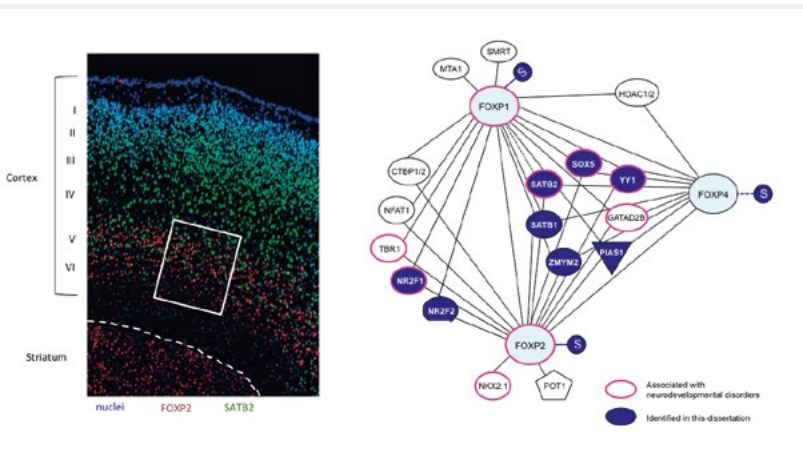 Cortex
I
II
III
IV
V
VI
Striatum
nuclei FOXP2 SATB2
SMRT
MTA1
S
FOXP1
HDAC1/2
CTBP1/2
SOX5
SATB2
YY1
FOXP4
S
NFAT1
GATAD2B
SATB1
TBR1
ZMYM2
PIAS1
NR2F1
NR2F2
FOXP2
S
NKX2.1
POT1
Associated with
neurodevelopmental disorders
Identified in this dissertation